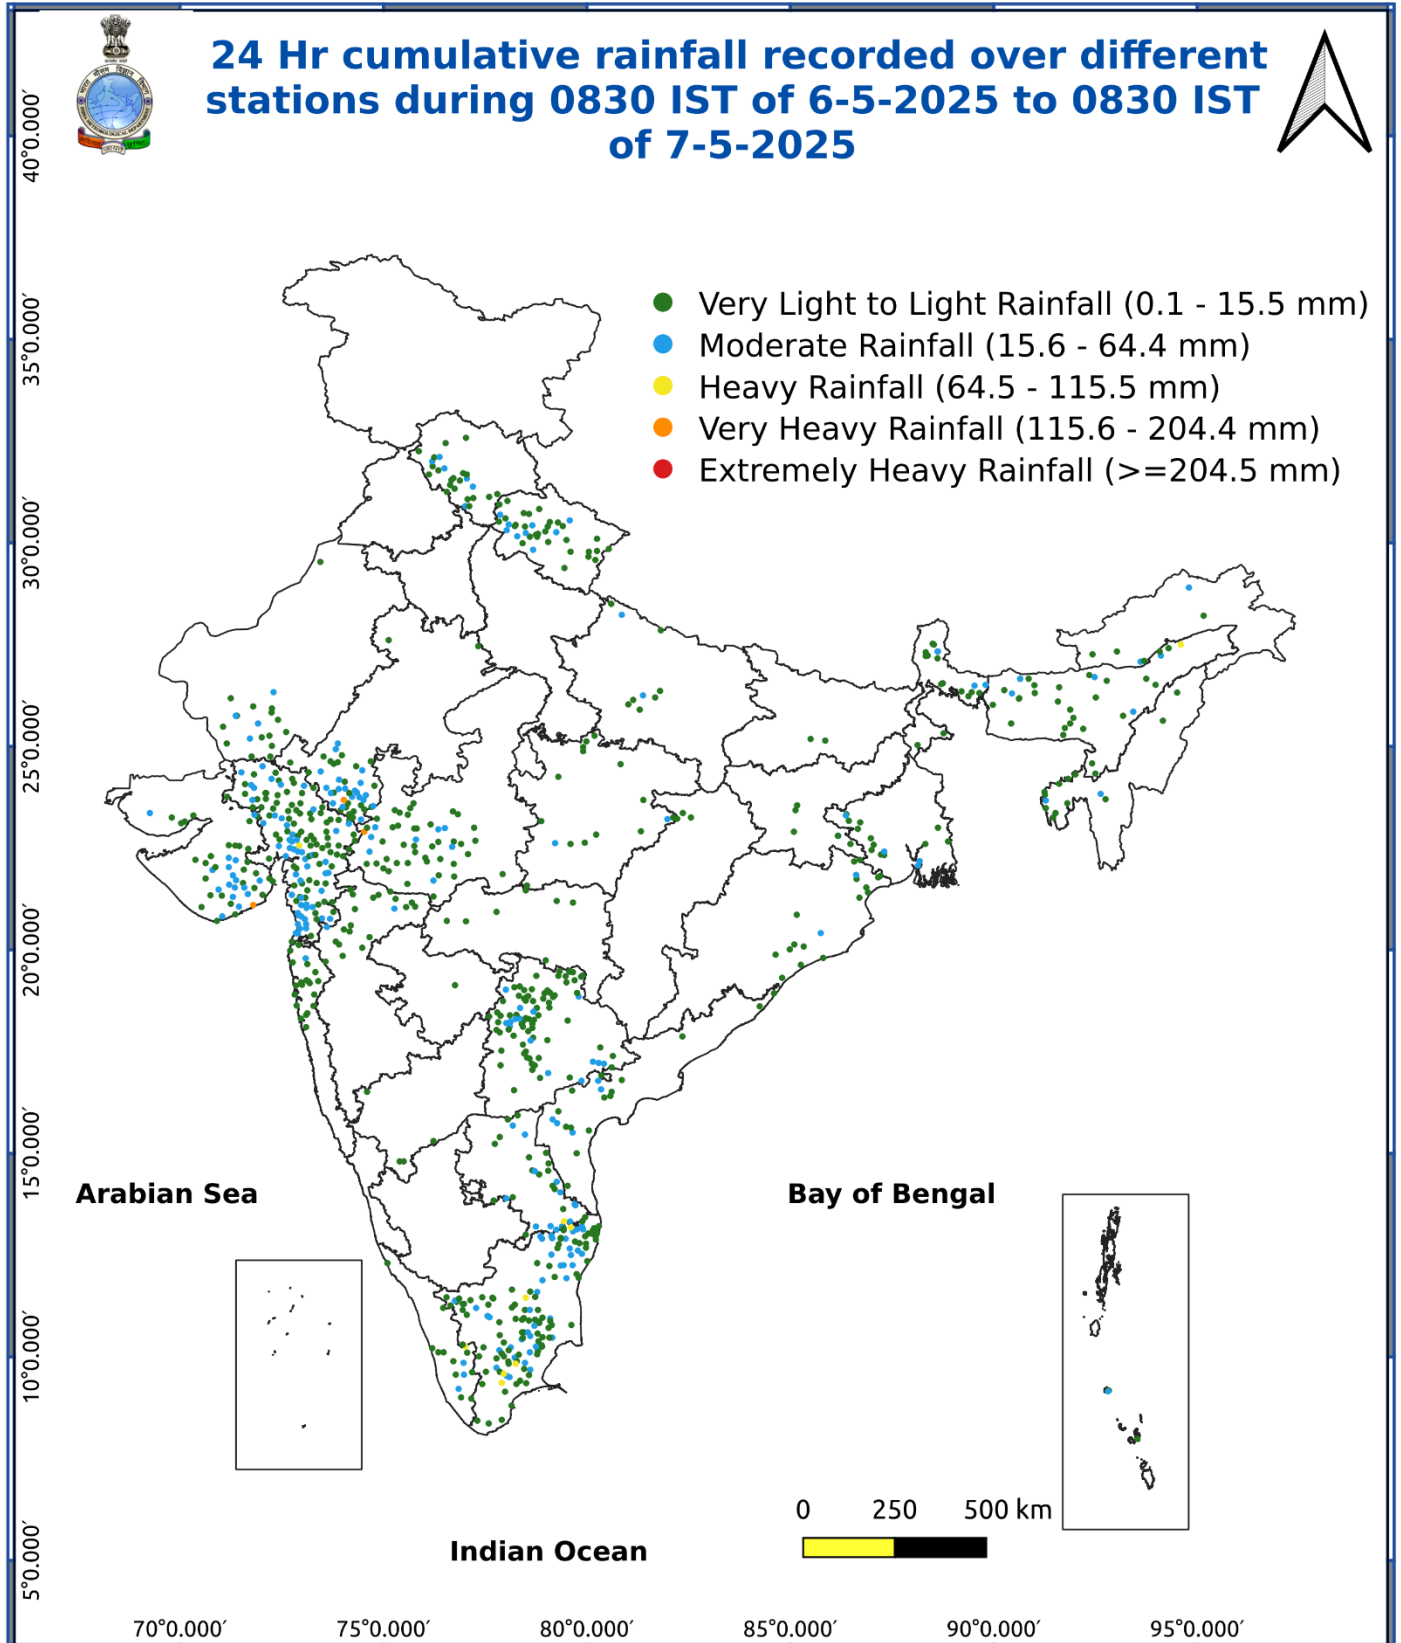 24 Hr cumulative rainfall recorded over different
stations during 0830 IST of 6-5-2025 to 0830 IST
of 7-5-2025
Very Light to Light Rainfall (0.1 - 15.5 mm)
Moderate Rainfall (15.6 - 64.4 mm)
Heavy Rainfall (64.5 - 115.5 mm)
Very Heavy Rainfall (115.6 - 204.4 mm)
Extremely Heavy Rainfall (>=204.5 mm)
40°0.000′
35°0.000′
30°0.000′
25°0.000′
20°0.000′
15°0.000′
10°0.000′
5°0.000′
Arabian Sea
Bay of Bengal
Indian Ocean
0 250 500 km
70°0.000′ 75°0.000′ 80°0.000′ 85°0.000′ 90°0.000′ 95°0.000′